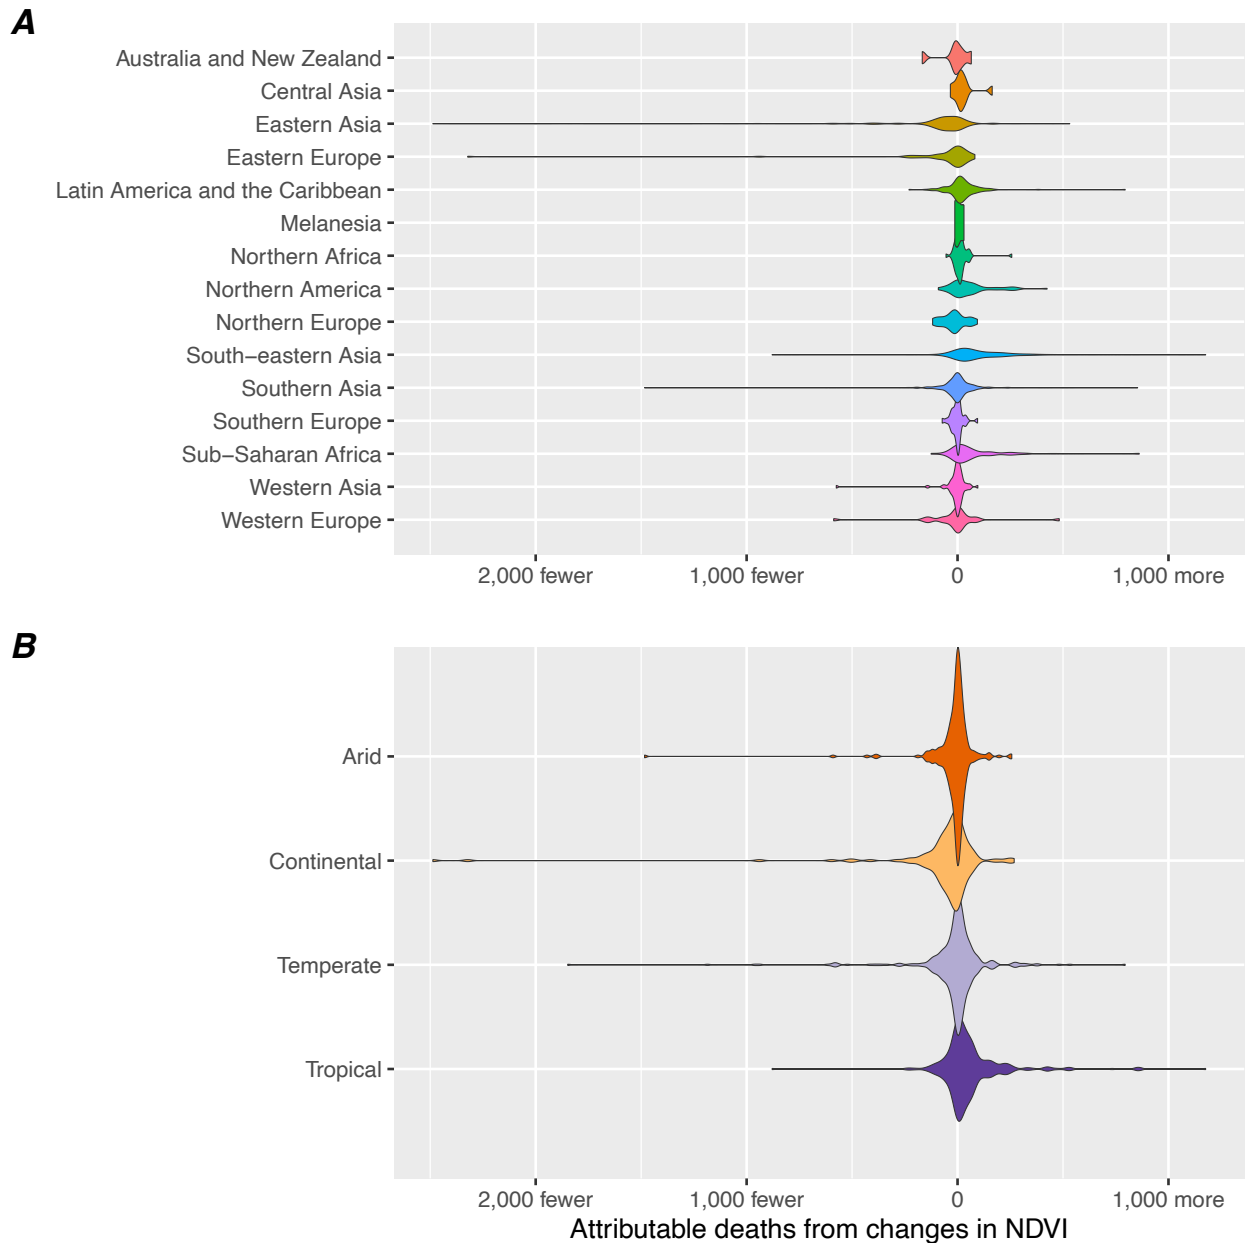 A
Australia and New Zealand
Central Asia
Eastern Asia
Eastern Europe
Latin America and the Caribbean
Melanesia
Northern Africa
Northern America
Northern Europe
South−eastern Asia
Southern Asia
Southern Europe
Sub−Saharan Africa
Western Asia
Western Europe
2,000 fewer 1,000 fewer 0 1,000 more
B
Arid
Continental
Temperate
Tropical
2,000 fewer 1,000 fewer 0 1,000 more
Attributable deaths from changes in NDVI